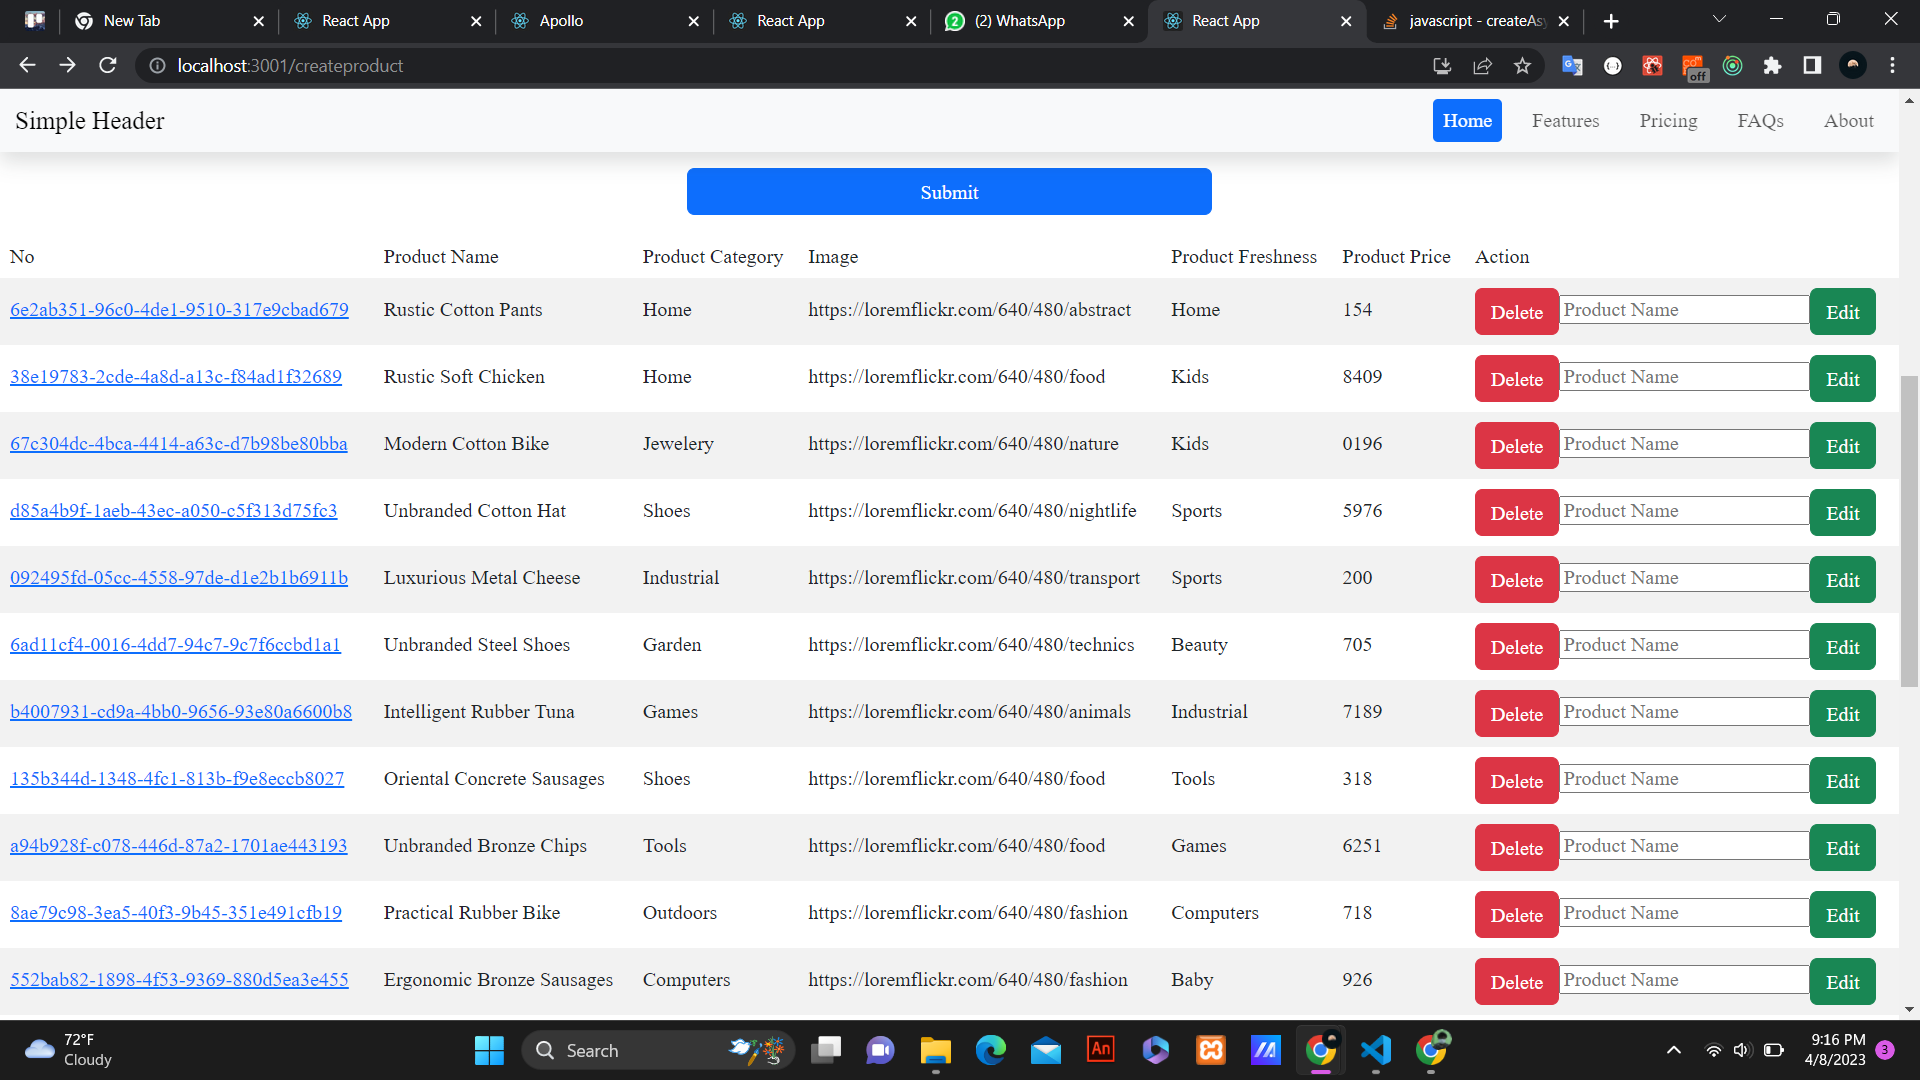 New Tab
React App
Apollo
React App
(2) WhatsApp
React App
javascript - createAsy
localhost:3001/createproduct
off
Simple Header
Home Features Pricing FAQs About
Submit
No Product Name Product Category Image Product Freshness Product Price Action
6e2ab351-96c0-4de1-9510-317e9cbad679 Rustic Cotton Pants Home https://loremflickr.com/640/480/abstract Home 154 Delete Product Name Edit
38e19783-2cde-4a8d-a13c-f84ad1f32689 Rustic Soft Chicken Home https://loremflickr.com/640/480/food Kids 8409 Delete Product Name Edit
67c304dc-4bca-4414-a63c-d7b98be80bba Modern Cotton Bike Jewelery https://loremflickr.com/640/480/nature Kids 0196 Delete Product Name Edit
d85a4b9f-1aeb-43ec-a050-c5f313d75fc3 Unbranded Cotton Hat Shoes https://loremflickr.com/640/480/nightlife Sports 5976 Delete Product Name Edit
092495fd-05cc-4558-97de-d1e2b1b6911b Luxurious Metal Cheese Industrial https://loremflickr.com/640/480/transport Sports 200 Delete Product Name Edit
6ad11cf4-0016-4dd7-94c7-9c7f6ccbd1a1 Unbranded Steel Shoes Garden https://loremflickr.com/640/480/technics Beauty 705 Delete Product Name Edit
b4007931-cd9a-4bb0-9656-93e80a6600b8 Intelligent Rubber Tuna Games https://loremflickr.com/640/480/animals Industrial 7189 Delete Product Name Edit
135b344d-1348-4fc1-813b-f9e8eccb8027 Oriental Concrete Sausages Shoes https://loremflickr.com/640/480/food Tools 318 Delete Product Name Edit
a94b928f-c078-446d-87a2-1701ae443193 Unbranded Bronze Chips Tools https://loremflickr.com/640/480/food Games 6251 Delete Product Name Edit
8ae79c98-3ea5-40f3-9b45-351e491cfb19 Practical Rubber Bike Outdoors https://loremflickr.com/640/480/fashion Computers 718 Delete Product Name Edit
552bab82-1898-4f53-9369-880d5ea3e455 Ergonomic Bronze Sausages Computers https://loremflickr.com/640/480/fashion Baby 926 Delete Product Name Edit
72°F
Cloudy
Search
An
9:16 PM
4/8/2023
3